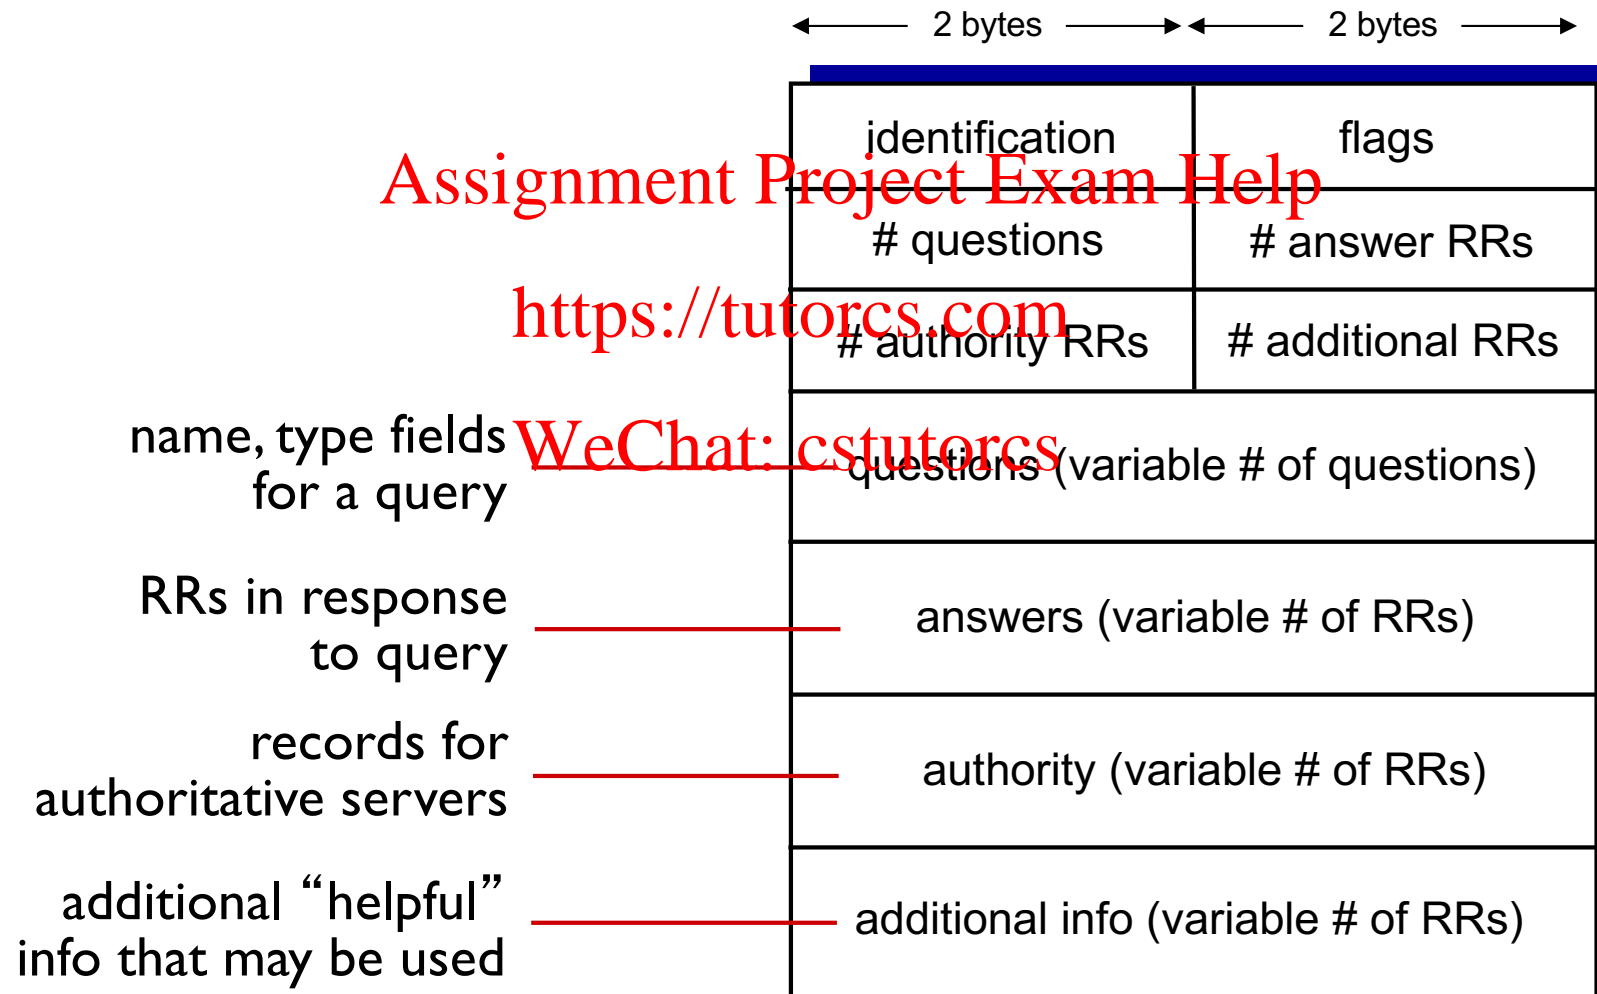 2 bytes 2 bytes
identification flags
Assignment Project Exam Help
# questions # answer RRs
https://tutorcs.com
# authority RRs # additional RRs
WeChat: cstutorcs
name, type fields
for a query
questions (variable # of questions)
RRs in response
to query
answers (variable # of RRs)
records for
authoritative servers
authority (variable # of RRs)
additional “helpful”
info that may be used
additional info (variable # of RRs)